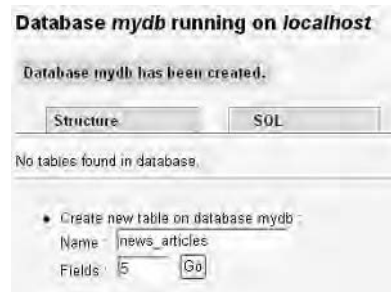 Database mydb running on localhost
Database mydb has been created.
Structure SQL
No tables found in database.
• Create new table on database mydb :
Name : news_articles
Fields : 5 Go